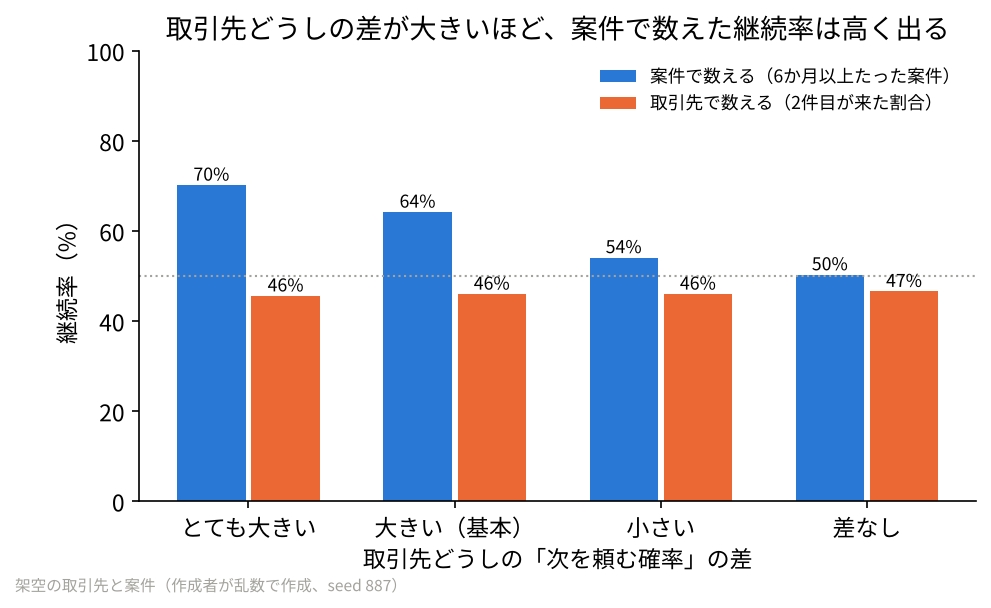 取引先どうしの差が大きいほど、案件で数えた継続率は高く出る
案件で数える（6か月以上たった案件）
取引先で数える（2件目が来た割合）
継続率（%）
100
80
60
40
20
0
70%
46%
64%
46%
54%
46%
50%
47%
とても大きい
大きい（基本）
小さい
差なし
取引先どうしの「次を頼む確率」の差
架空の取引先と案件（作成者が乱数で作成、seed 887）